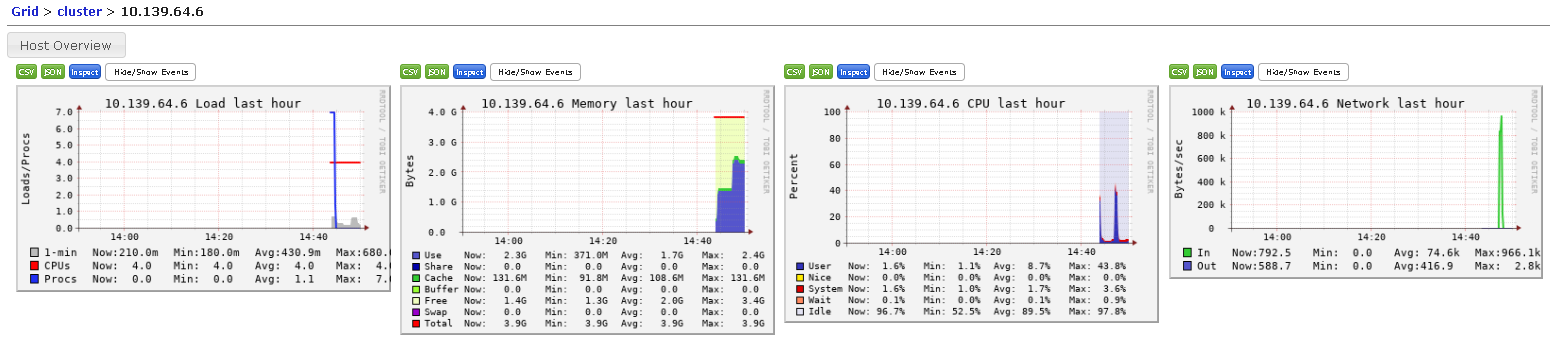 Grid > cluster > 10.139.64.6
Host Overview
CSV JSON Inspect Hide/Show Events
10.139.64.6 Load last hour
Loads/Procs
7.0
6.0
5.0
4.0
3.0
2.0
1.0
0.0
14:00 14:20 14:40
1-min Now:210.0m Min:180.0m Avg:430.9m Max:680.
CPUs Now: 4.0 Min: 4.0 Avg: 4.0 Max: 4.
Procs Now: 0.0 Min: 0.0 Avg: 1.1 Max: 7.
RRDTOOL / TOBI OETIKER
CSV JSON Inspect Hide/Show Events
10.139.64.6 Memory last hour
Bytes
4.0 G
3.0 G
2.0 G
1.0 G
0.0
14:00 14:20 14:40
Use Now: 2.3G Min: 371.0M Avg: 1.7G Max: 2.4G
Share Now: 0.0 Min: 0.0 Avg: 0.0 Max: 0.0
Cache Now: 131.6M Min: 91.8M Avg: 108.6M Max: 131.6M
Buffer Now: 0.0 Min: 0.0 Avg: 0.0 Max: 0.0
Free Now: 1.4G Min: 1.3G Avg: 2.0G Max: 3.4G
Swap Now: 0.0 Min: 0.0 Avg: 0.0 Max: 0.0
Total Now: 3.9G Min: 3.9G Avg: 3.9G Max: 3.9G
RRDTOOL / TOBI OETIKER
CSV JSON Inspect Hide/Show Events
10.139.64.6 CPU last hour
Percent
100
80
60
40
20
0
14:00 14:20 14:40
User Now: 1.6% Min: 1.1% Avg: 8.7% Max: 43.8%
Nice Now: 0.0% Min: 0.0% Avg: 0.0% Max: 0.0%
System Now: 1.6% Min: 1.0% Avg: 1.7% Max: 3.6%
Wait Now: 0.1% Min: 0.0% Avg: 0.1% Max: 0.9%
Idle Now: 96.7% Min: 52.5% Avg: 89.5% Max: 97.8%
RRDTOOL / TOBI OETIKER
CSV JSON Inspect Hide/Show Events
10.139.64.6 Network last hour
Bytes/sec
1000 k
800 k
600 k
400 k
200 k
0
14:00 14:20 14:40
In Now:792.5 Min: 0.0 Avg: 74.6k Max:966.1k
Out Now:588.7 Min: 0.0 Avg:416.9 Max: 2.8k
RRDTOOL / TOBI OETIKER